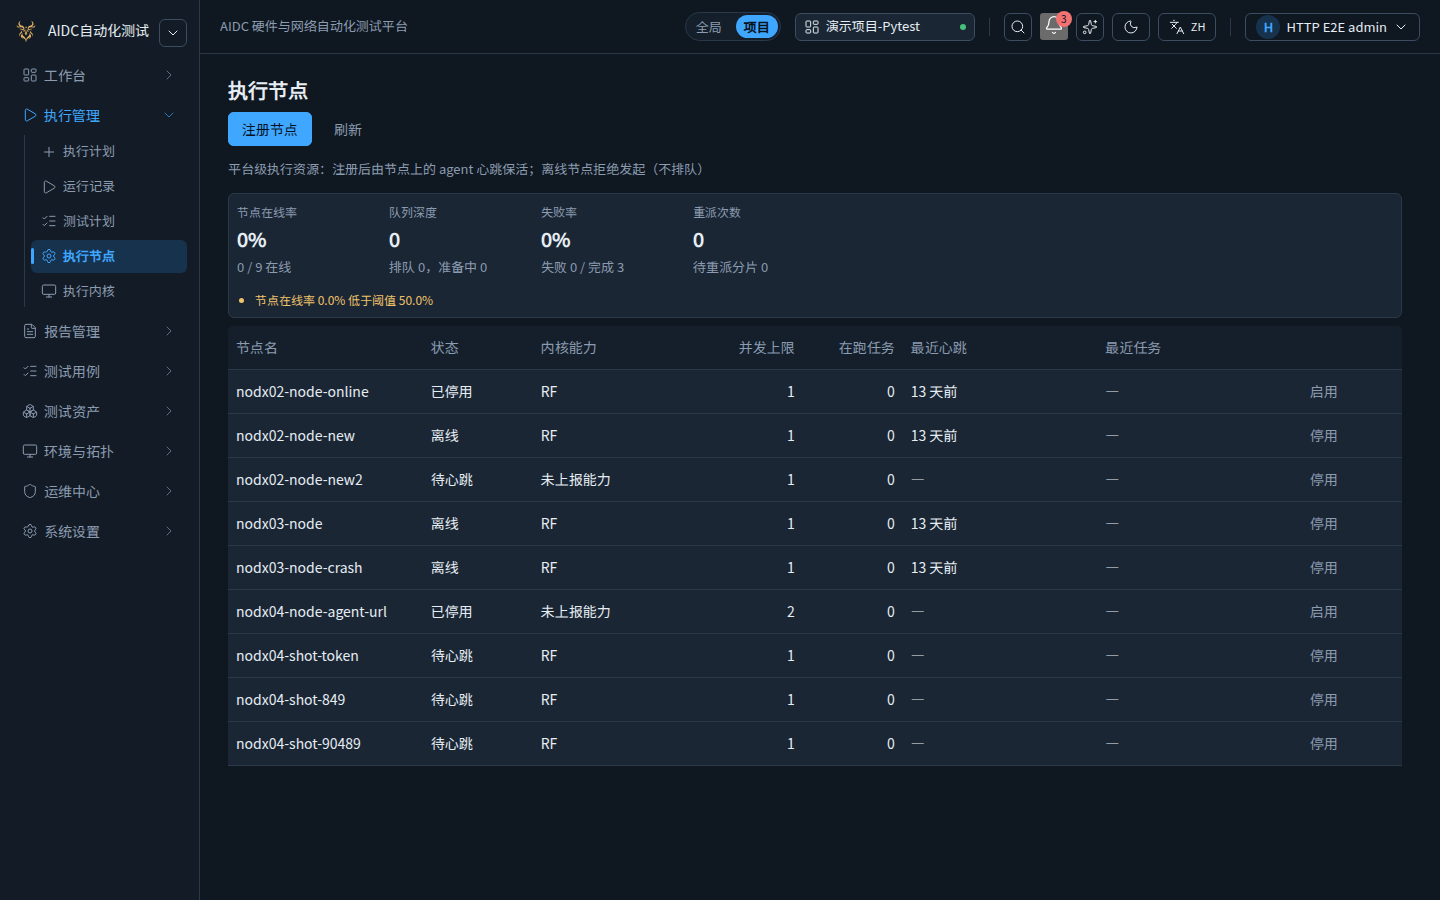 AIDC自动化测试
AIDC 硬件与网络自动化测试平台
全局
项目
演示项目-Pytest
3
ZH
H
HTTP E2E admin
工作台
执行管理
执行计划
运行记录
测试计划
执行节点
执行内核
报告管理
测试用例
测试资产
环境与拓扑
运维中心
系统设置
执行节点
注册节点
刷新
平台级执行资源：注册后由节点上的 agent 心跳保活；离线节点拒绝发起（不排队）
节点在线率 队列深度 失败率 重派次数
0% 0 0% 0
0 / 9 在线 排队 0，准备中 0 失败 0 / 完成 3 待重派分片 0
节点在线率 0.0% 低于阈值 50.0%
节点名 状态 内核能力 并发上限 在跑任务 最近心跳 最近任务
nodx02-node-online 已停用 RF 1 0 13 天前 — 启用
nodx02-node-new 离线 RF 1 0 13 天前 — 停用
nodx02-node-new2 待心跳 未上报能力 1 0 — — 停用
nodx03-node 离线 RF 1 0 13 天前 — 停用
nodx03-node-crash 离线 RF 1 0 13 天前 — 停用
nodx04-node-agent-url 已停用 未上报能力 2 0 — — 启用
nodx04-shot-token 待心跳 RF 1 0 — — 停用
nodx04-shot-849 待心跳 RF 1 0 — — 停用
nodx04-shot-90489 待心跳 RF 1 0 — — 停用